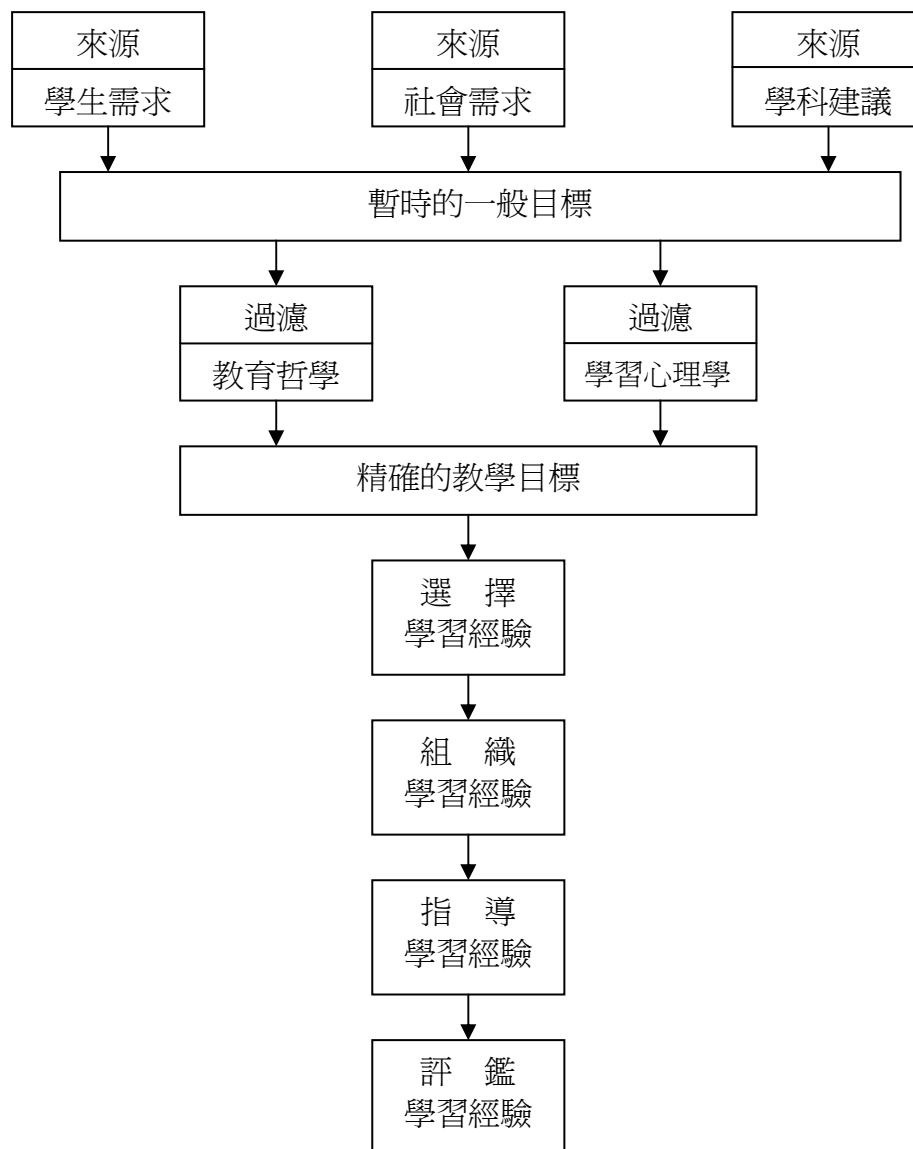 來源
學生需求
來源
社會需求
來源
學科建議
暫時的一般目標
過濾
教育哲學
過濾
學習心理學
精確的教學目標
選　擇
學習經驗
組　織
學習經驗
指　導
學習經驗
評　鑑
學習經驗